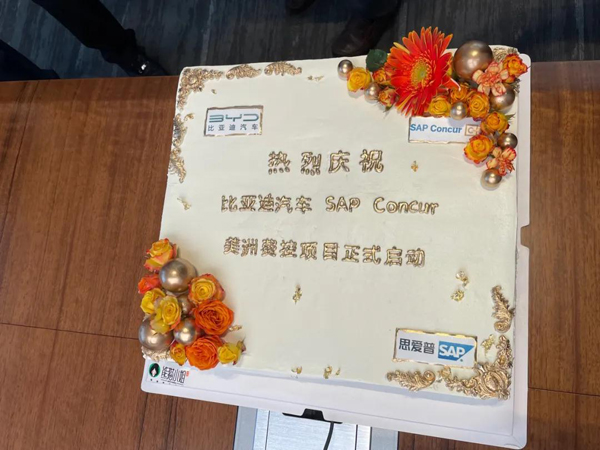 BYD
比亚迪汽车
SAP Concur C
热烈庆祝
比亚迪汽车 SAP Concur
美洲费控项目正式启动
思爱普 SAP